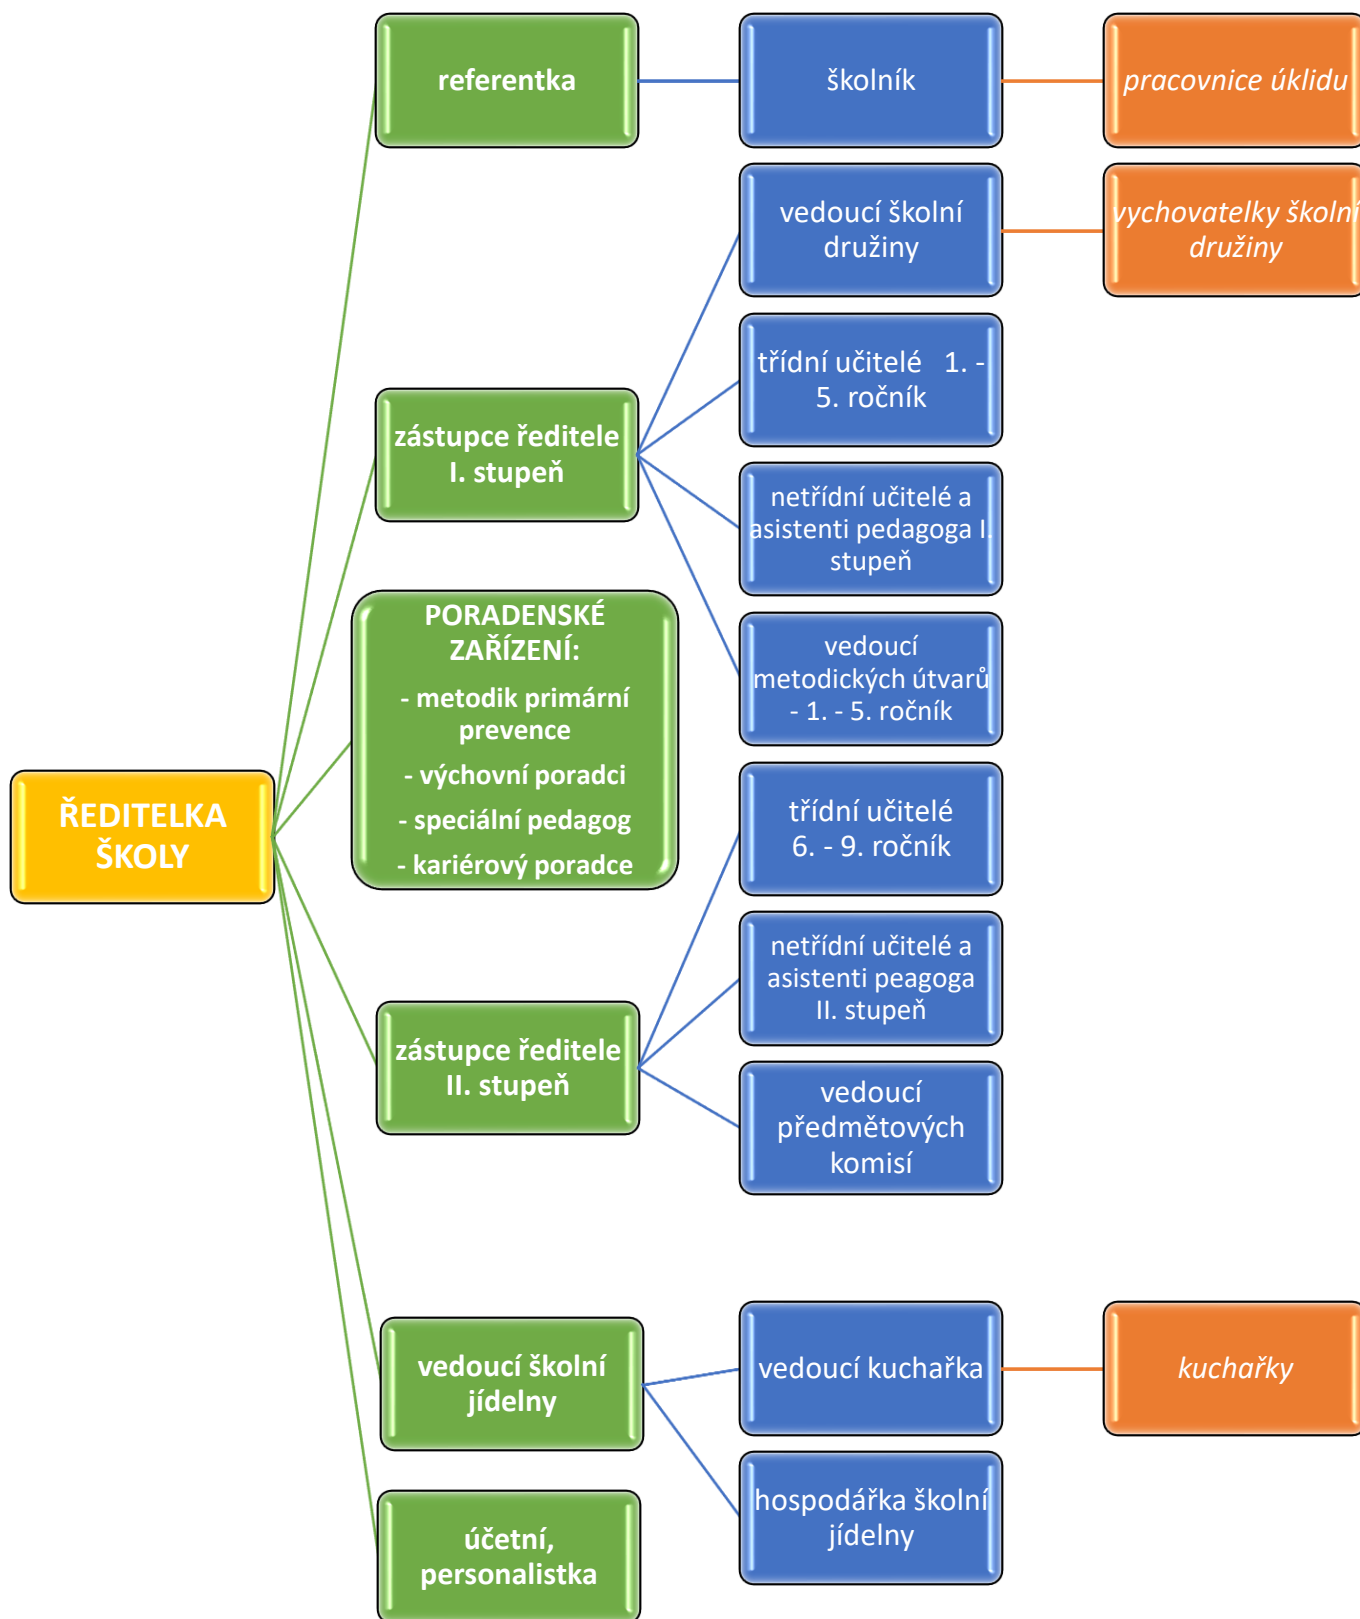 referentka
školník
pracovnice úklidu
vedoucí školní
družiny
vychovatelky školní
družiny
třídní učitelé   1. -
5. ročník
zástupce ředitele
I. stupeň
netřídní učitelé a
asistenti pedagoga I.
stupeň
PORADENSKÉ
ZAŘÍZENÍ:
- metodik primární
prevence
- výchovní poradci
- speciální pedagog
- kariérový poradce
vedoucí
metodických útvarů
- 1. - 5. ročník
ŘEDITELKA
ŠKOLY
třídní učitelé
6. - 9. ročník
netřídní učitelé a
asistenti peagoga
II. stupeň
zástupce ředitele
II. stupeň
vedoucí
předmětových
komisí
vedoucí školní
jídelny
vedoucí kuchařka
kuchařky
hospodářka školní
jídelny
účetní,
personalistka